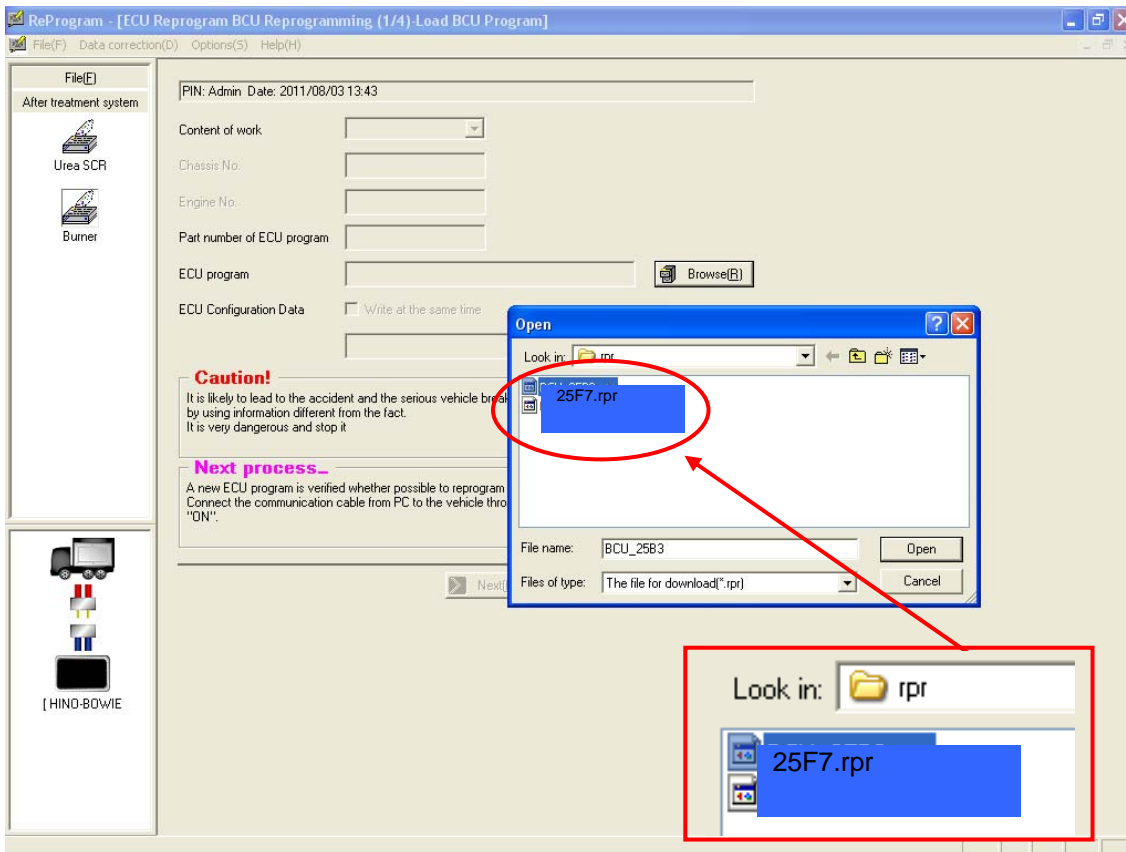 ReProgram - [ECU Reprogram BCU Reprogramming (1/4)-Load BCU Program]
File(F) Data correction(D) Options(S) Help(H)
File(F)
After treatment system
Urea SCR
Burner
[ HINO-BOWIE
PIN: Admin Date: 2011/08/03 13:43
Content of work
Chassis No.
Engine No.
Part number of ECU program
ECU program
Browse(R)
ECU Configuration Data
Write at the same time
Caution!
It is likely to lead to the accident and the serious vehicle break
by using information different from the fact.
It is very dangerous and stop it
Next process...
A new ECU program is verified whether possible to reprogram
Connect the communication cable from PC to the vehicle thro
"ON".
Next
Open
Look in: rpr
25F7.rpr
File name: BCU_25B3
Open
Files of type: The file for download(*.rpr)
Cancel
Look in: rpr
25F7.rpr